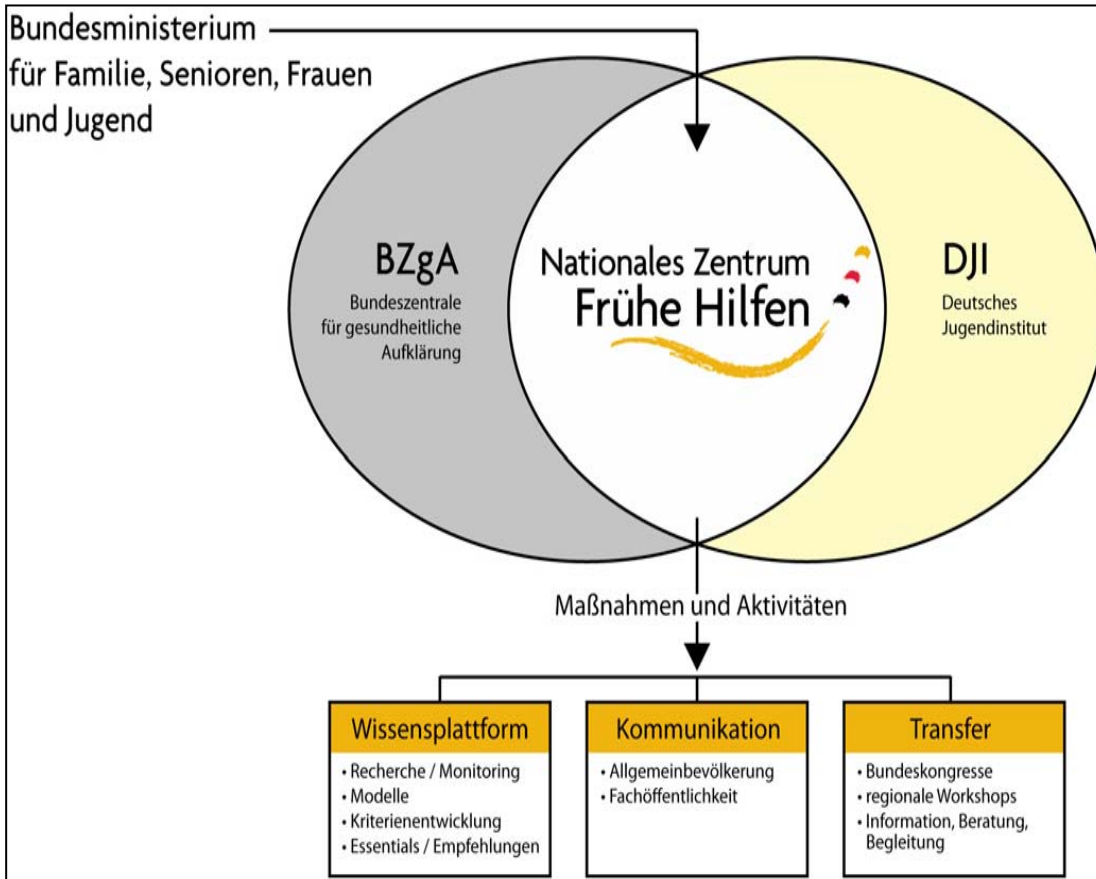 Bundesministerium
für Familie, Senioren, Frauen
und Jugend
BZgA
Bundeszentrale
für gesundheitliche
Aufklärung
Nationales Zentrum
Frühe Hilfen
DJI
Deutsches
Jugendinstitut
Maßnahmen und Aktivitäten
Wissensplattform
• Recherche / Monitoring
• Modelle
• Kriterienentwicklung
• Essentials / Empfehlungen
Kommunikation
• Allgemeinbevölkerung
• Fachöffentlichkeit
Transfer
• Bundeskongresse
• regionale Workshops
• Information, Beratung,
Begleitung